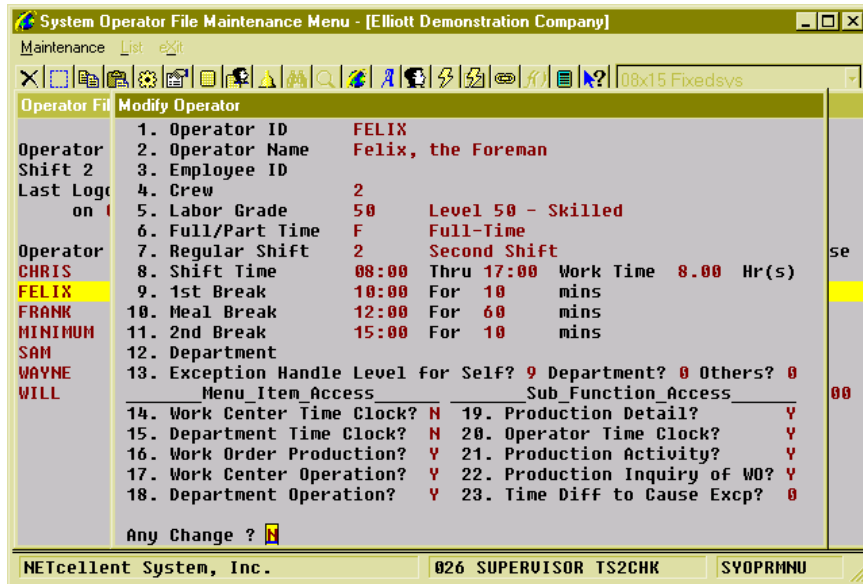 System Operator File Maintenance Menu - [Elliott Demonstration Company]
Maintenance List eXit
08x15 Fixedsys
Operator Fil Modify Operator
1. Operator ID FELIX
Operator 2. Operator Name Felix, the Foreman
Shift 2 3. Employee ID
Last Logo 4. Crew 2
on 5. Labor Grade 50 Level 50 - Skilled
6. Full/Part Time F Full-Time
Operator 7. Regular Shift 2 Second Shift se
CHRIS 8. Shift Time 08:00 Thru 17:00 Work Time 8.00 Hr(s)
FELIX 9. 1st Break 10:00 For 10 mins
FRANK 10. Meal Break 12:00 For 60 mins
MINIMUM 11. 2nd Break 15:00 For 10 mins
SAM 12. Department
WAYNE 13. Exception Handle Level for Self? 9 Department? 0 Others? 0
WILL _______Menu_Item_Access______ ______Sub_Function_Access______ 00
14. Work Center Time Clock? N 19. Production Detail? Y
15. Department Time Clock? N 20. Operator Time Clock? Y
16. Work Order Production? Y 21. Production Activity? Y
17. Work Center Operation? Y 22. Production Inquiry of WO? Y
18. Department Operation? Y 23. Time Diff to Cause Excp? 0
Any Change ? N
NETcellent System, Inc. 026 SUPERVISOR TS2CHK SYOPRMNU